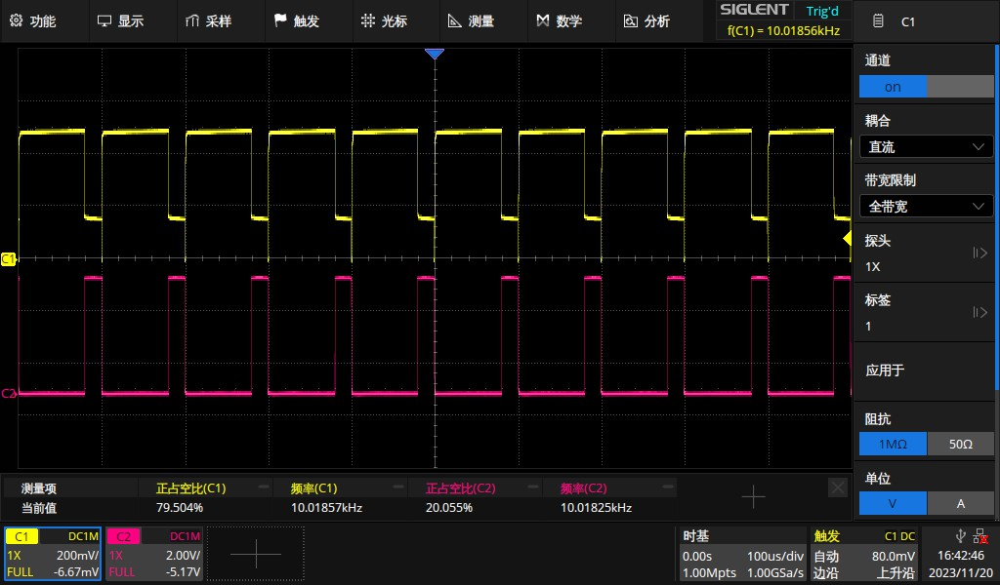 功能 显示 采样 触发 光标 测量 数学 分析
SIGLENT Trig'd
f(C1) = 10.01856kHz
C1
通道
on
耦合
直流
带宽限制
全带宽
探头
1X
标签
1
应用于
阻抗
1MΩ 50Ω
单位
V A
C1
C2
测量项 正占空比(C1) 频率(C1) 正占空比(C2) 频率(C2)
当前值 79.504% 10.01857kHz 20.055% 10.01825kHz
C1 DC1M
1X 200mV/
FULL -6.67mV
C2 DC1M
1X 2.00V/
FULL -5.17V
时基
0.00s 100us/div
1.00Mpts 1.00GSa/s
触发 C1 DC
自动 80.0mV
边沿 上升沿
16:42:46
2023/11/20